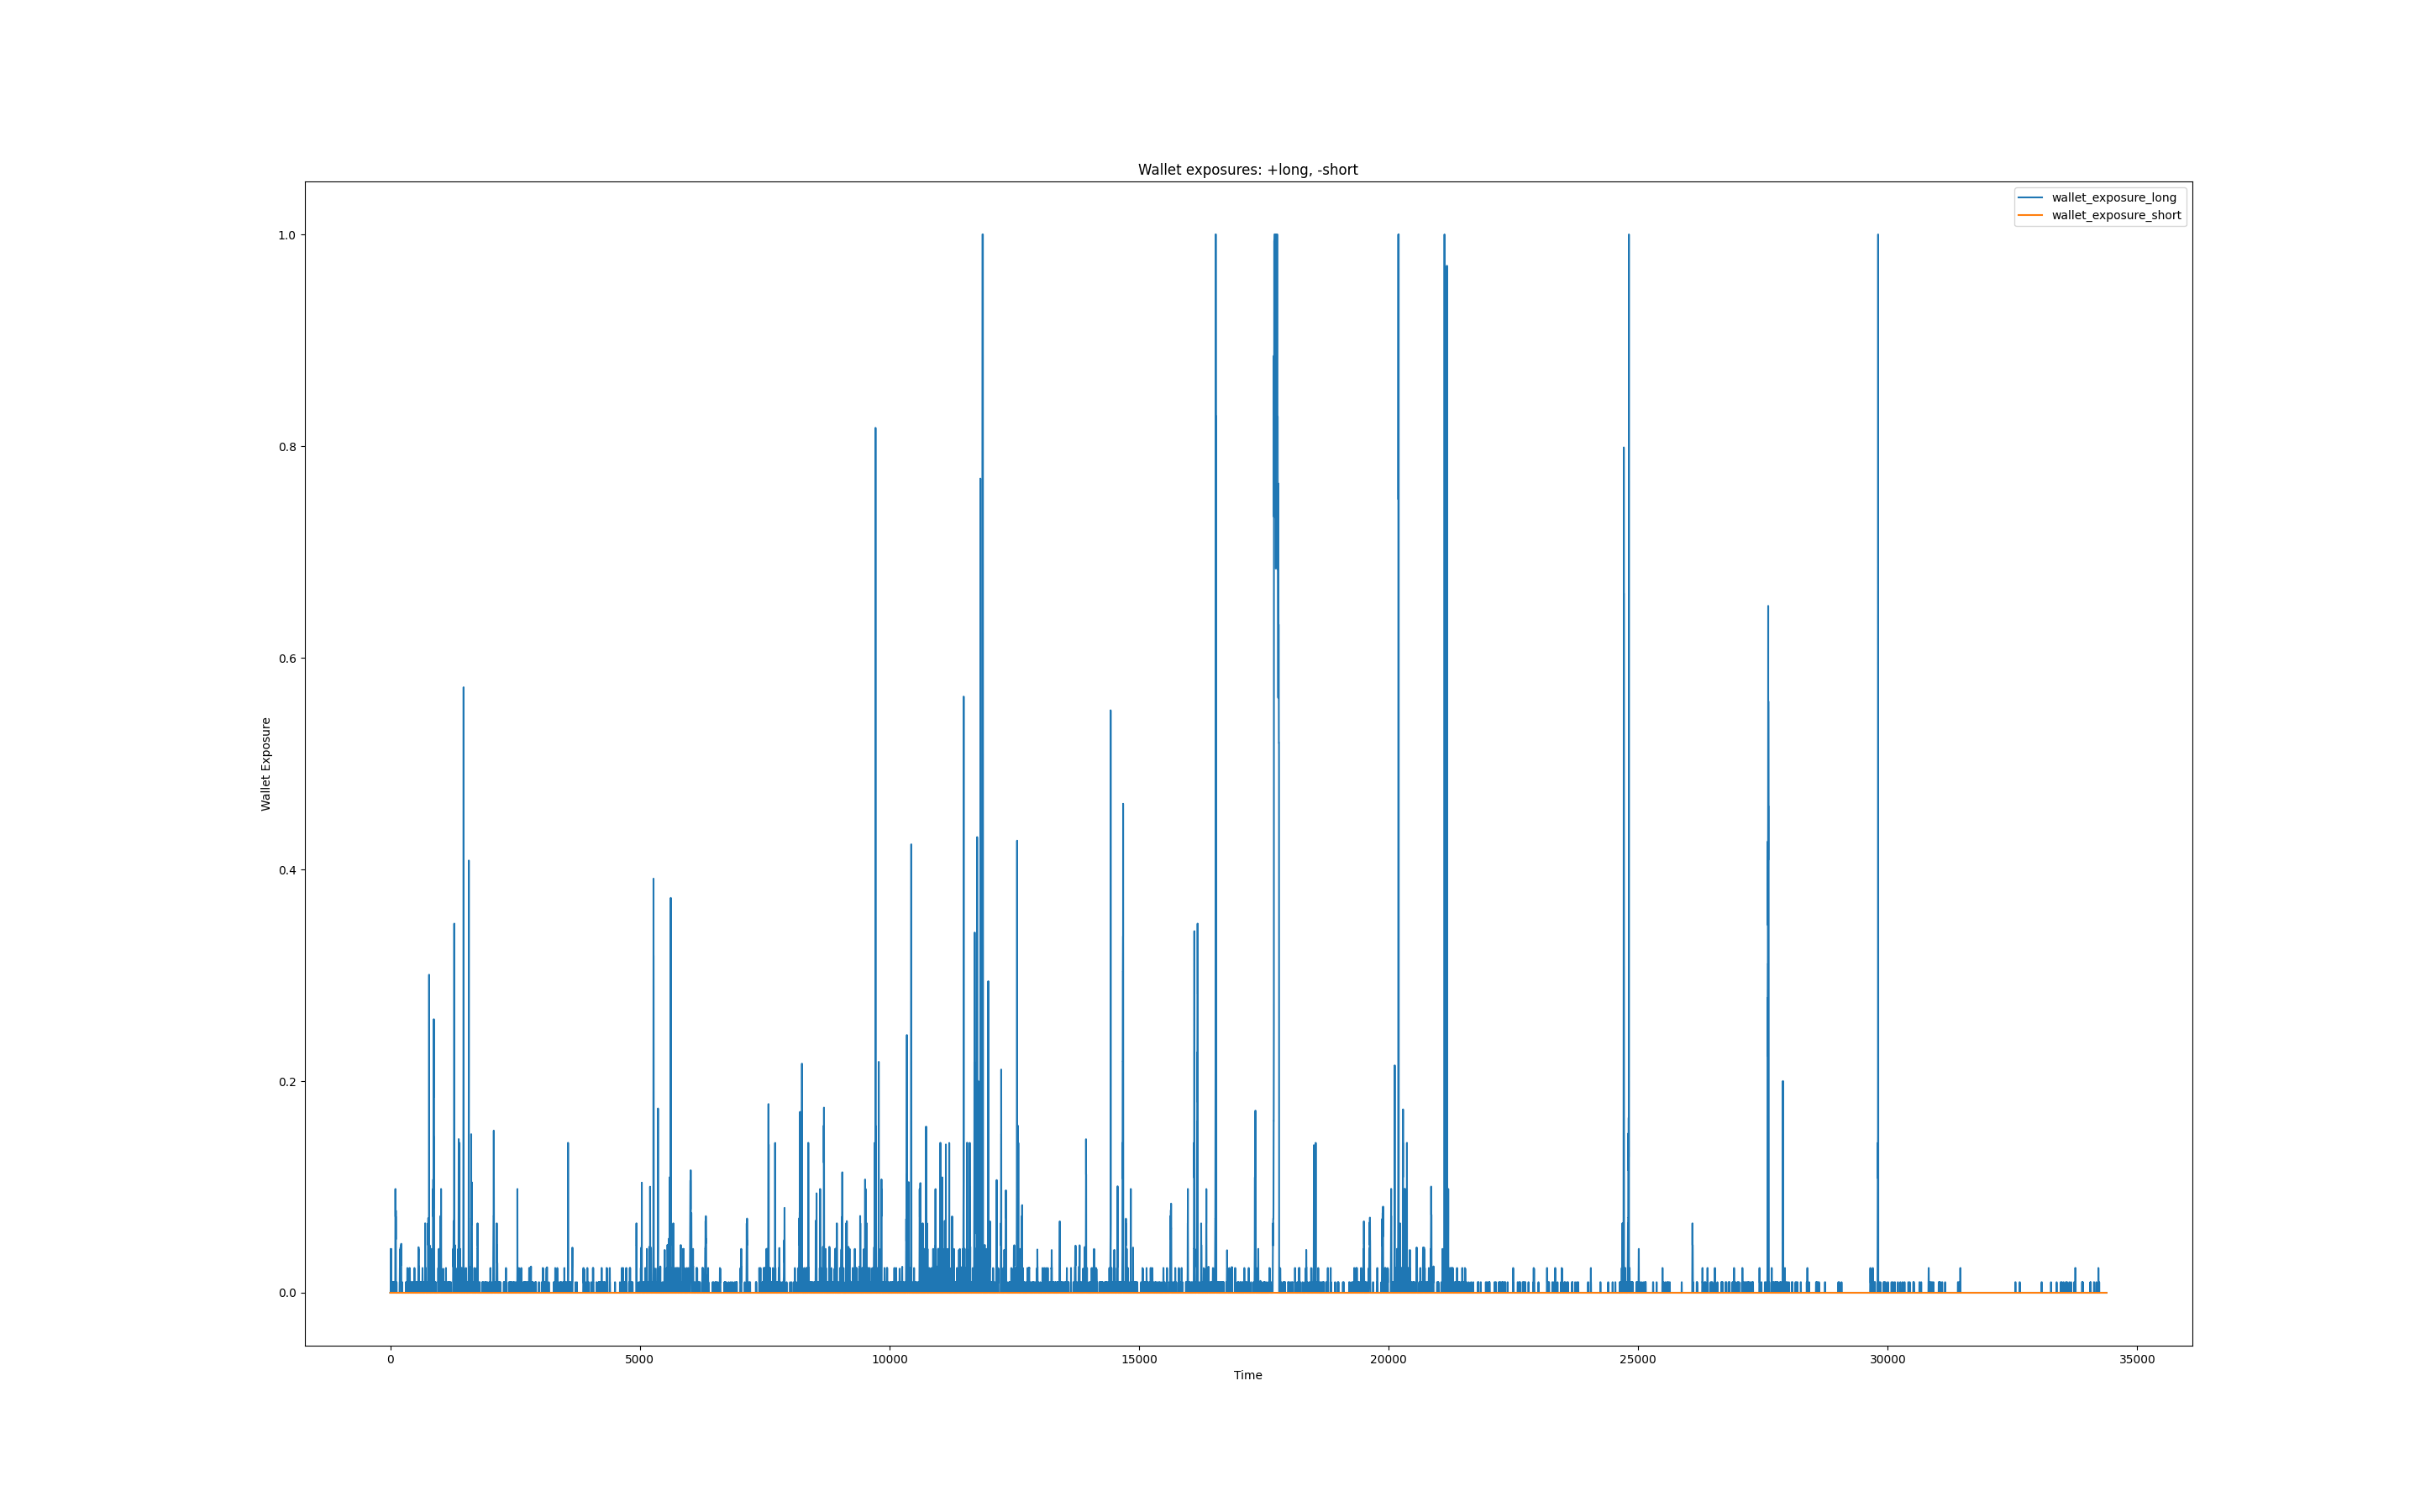 Wallet exposures: +long, -short
wallet_exposure_long
wallet_exposure_short
1.0
0.8
0.6
0.4
0.2
0.0
Wallet Exposure
0 5000 10000 15000 20000 25000 30000 35000
Time